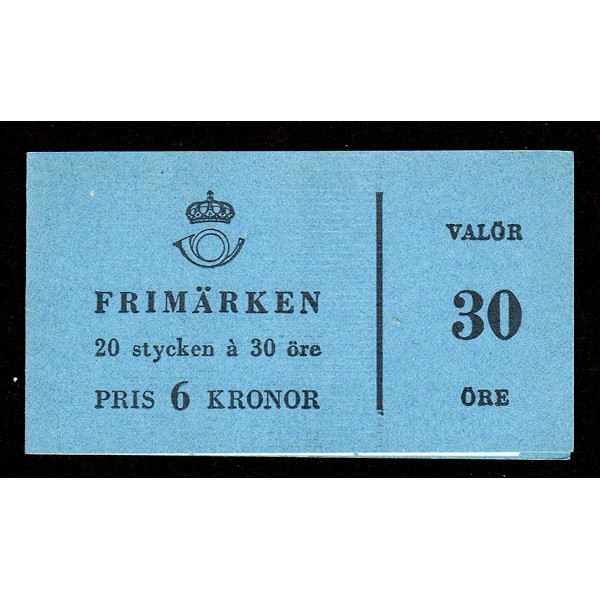 FRIMÄRKEN
20 stycken à 30 öre
PRIS 6 KRONOR
VALÖR
30
ÖRE